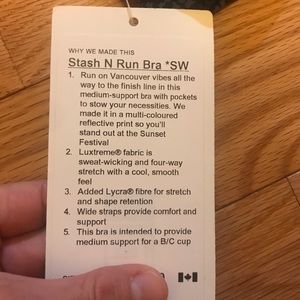 WHY WE MADE THIS
Stash N Run Bra *SW
1. Run on Vancouver vibes all the
way to the finish line in this
medium-support bra with pockets
to stow your necessities. We
made it in a multi-coloured
reflective print so you'll
stand out at the Sunset
Festival
2. Luxtreme® fabric is
sweat-wicking and four-way
stretch with a cool, smooth
feel
3. Added Lycra® fibre for stretch
and shape retention
4. Wide straps provide comfort and
support
5. This bra is intended to provide
medium support for a B/C cup